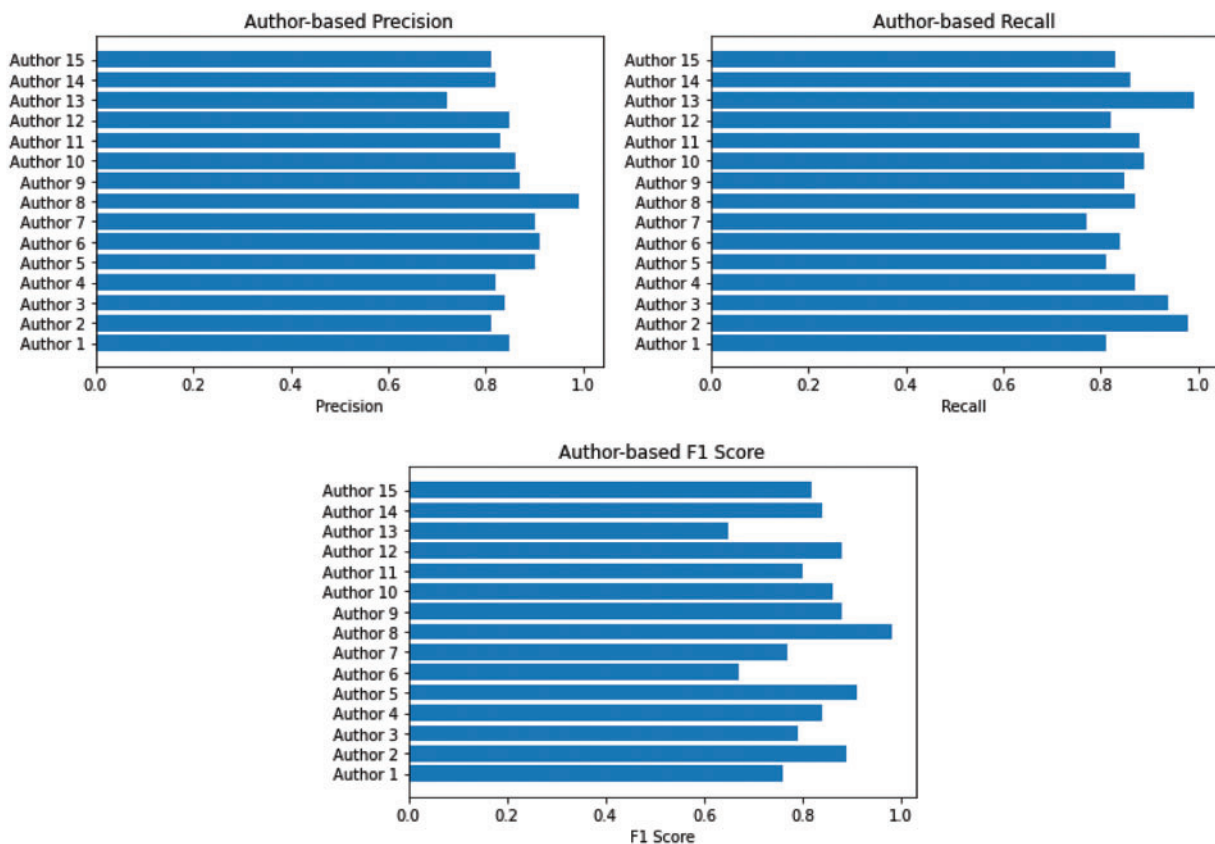 Author-based Precision
Author 15
Author 14
Author 13
Author 12
Author 11
Author 10
Author 9
Author 8
Author 7
Author 6
Author 5
Author 4
Author 3
Author 2
Author 1
0.0 0.2 0.4 0.6 0.8 1.0
Precision
Author-based Recall
Author 15
Author 14
Author 13
Author 12
Author 11
Author 10
Author 9
Author 8
Author 7
Author 6
Author 5
Author 4
Author 3
Author 2
Author 1
0.0 0.2 0.4 0.6 0.8 1.0
Recall
Author-based F1 Score
Author 15
Author 14
Author 13
Author 12
Author 11
Author 10
Author 9
Author 8
Author 7
Author 6
Author 5
Author 4
Author 3
Author 2
Author 1
0.0 0.2 0.4 0.6 0.8 1.0
F1 Score